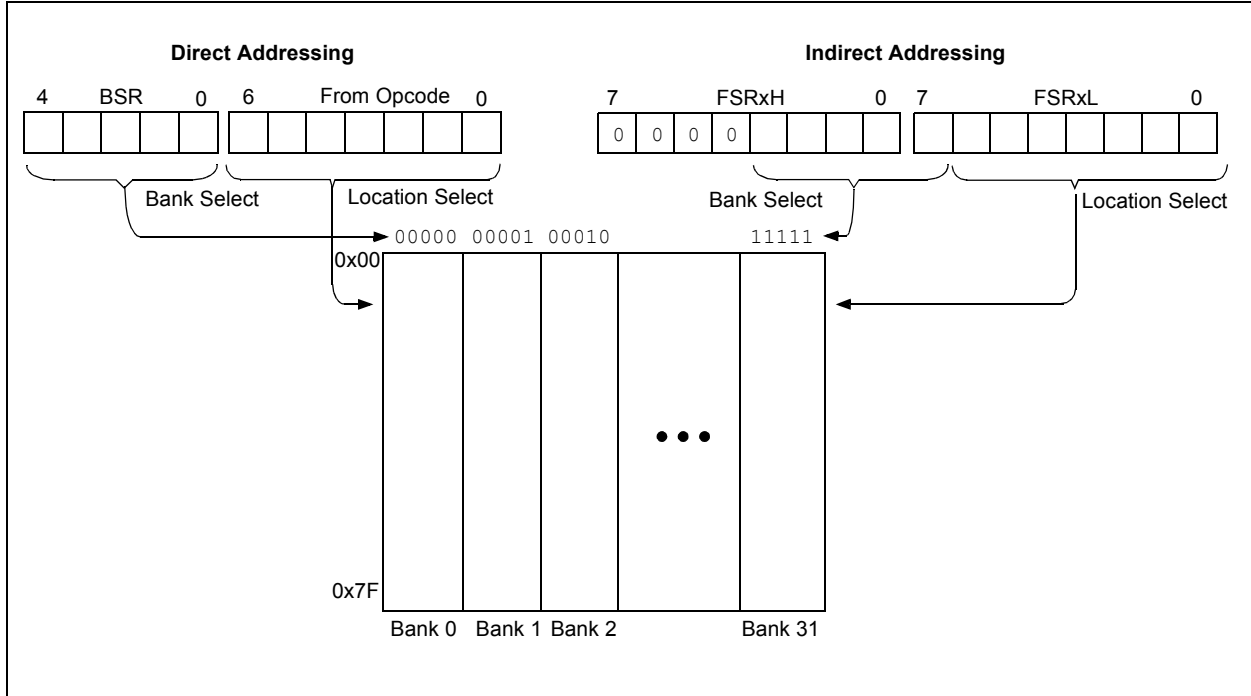 Direct Addressing
Indirect Addressing
4 BSR 0 6 From Opcode 0
7 FSRxH 0 7 FSRxL 0
0 0 0 0
Bank Select
Location Select
Bank Select
Location Select
00000 00001 00010 11111
0x00
0x7F
Bank 0 Bank 1 Bank 2 Bank 31